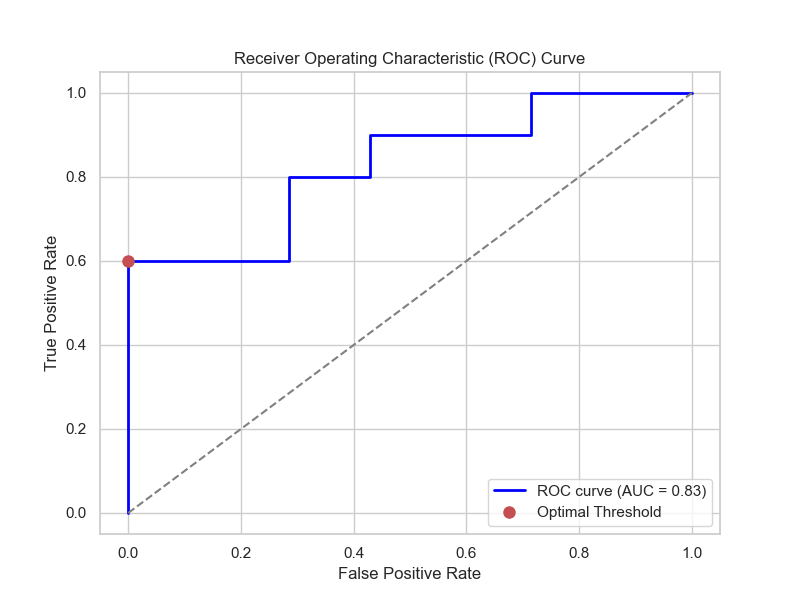 Receiver Operating Characteristic (ROC) Curve
True Positive Rate
1.0
0.8
0.6
0.4
0.2
0.0
ROC curve (AUC = 0.83)
Optimal Threshold
0.0 0.2 0.4 0.6 0.8 1.0
False Positive Rate